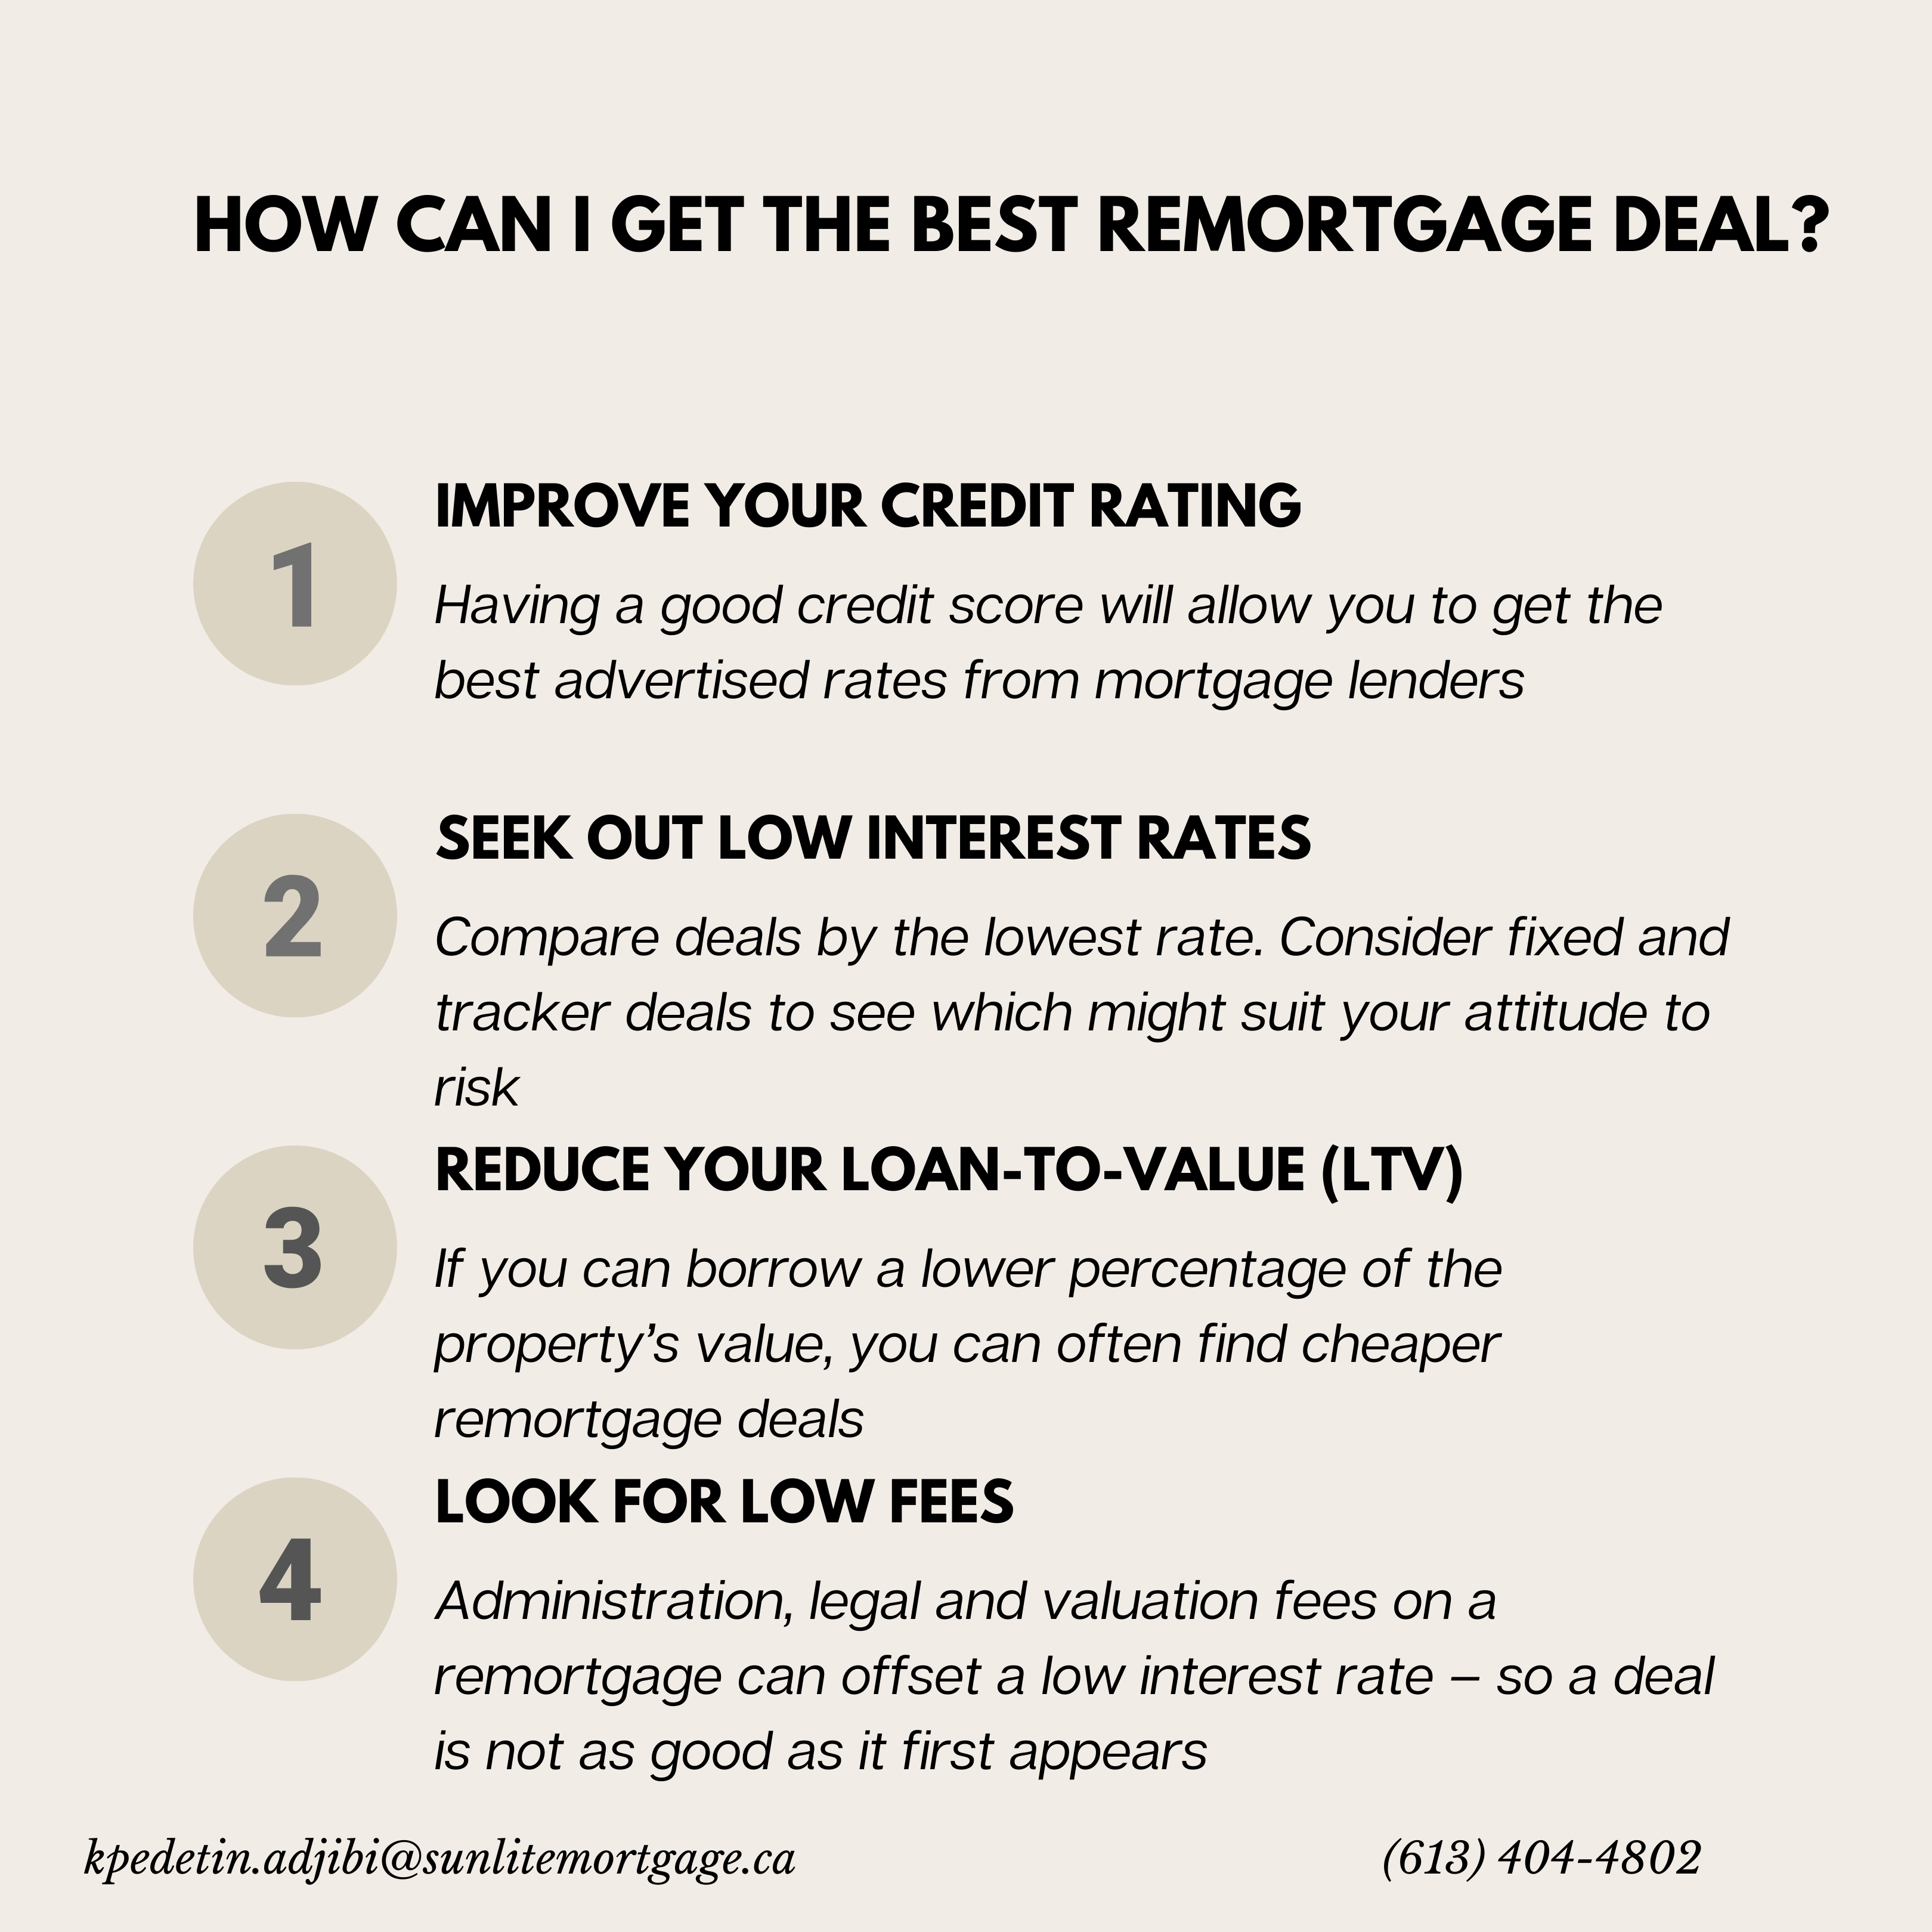 HOW CAN I GET THE BEST REMORTGAGE DEAL?
1
IMPROVE YOUR CREDIT RATING
Having a good credit score will allow you to get the
best advertised rates from mortgage lenders
2
SEEK OUT LOW INTEREST RATES
Compare deals by the lowest rate. Consider fixed and
tracker deals to see which might suit your attitude to
risk
3
REDUCE YOUR LOAN-TO-VALUE (LTV)
If you can borrow a lower percentage of the
property’s value, you can often find cheaper
remortgage deals
4
LOOK FOR LOW FEES
Administration, legal and valuation fees on a
remortgage can offset a low interest rate – so a deal
is not as good as it first appears
kpedetin.adjibi@sunlitemortgage.ca
(613) 404-4802